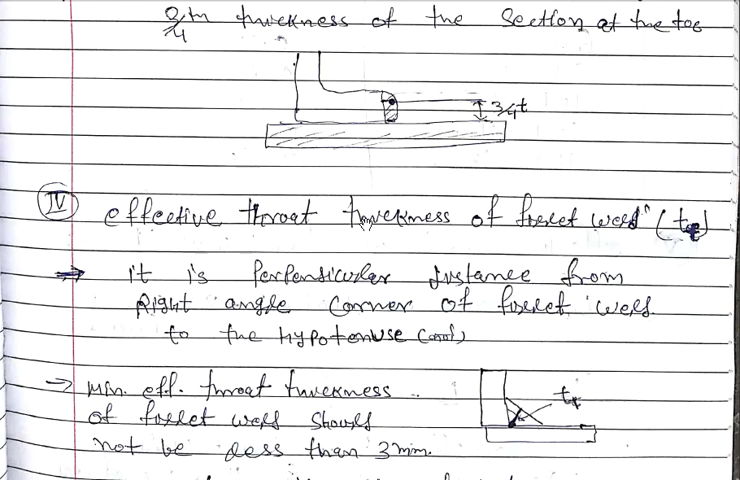 3/4th thickness of the section at the toe
3/4t
IV effective throat thickness of fillet weld (te)
→ it is perpendicular distance from
Right angle corner of fillet weld
to the Hypotenuse
→ Min. eff. throat thickness
of fillet weld should
not be less than 3mm.